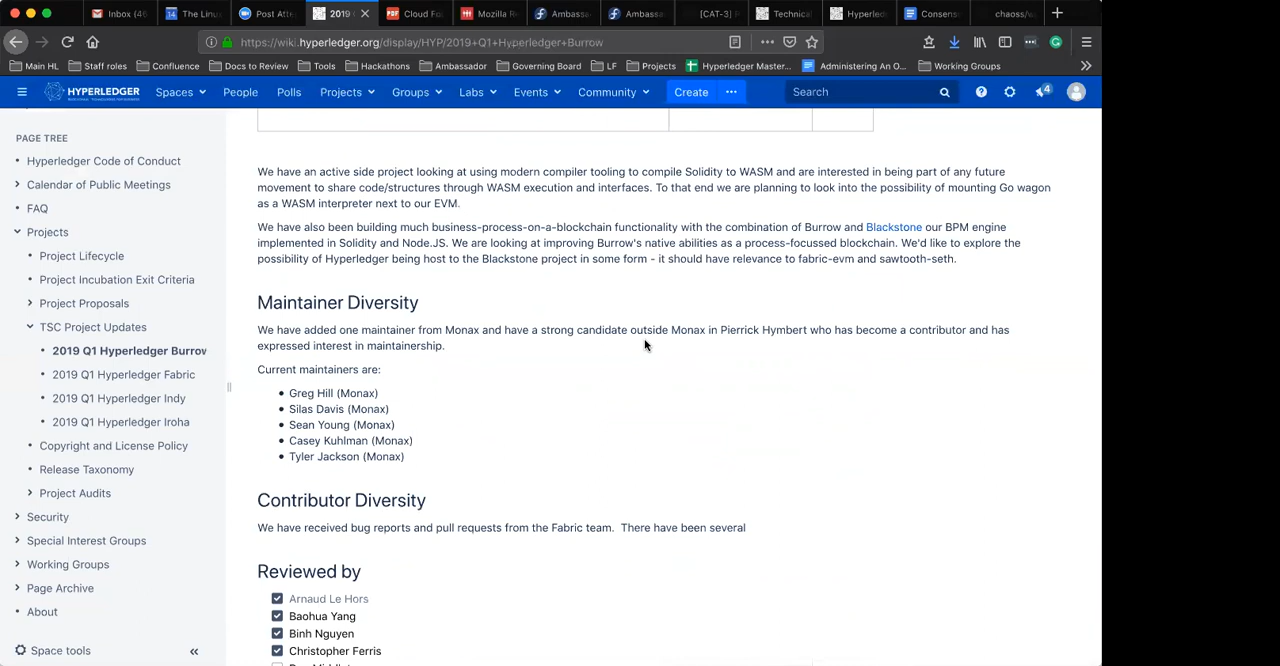 Inbox (4
The Linu
Post Atte
2019
Cloud Fo
Mozilla R
Ambassa
Ambassa
[CAT-3]
Technical
Hyperled
Consens
chaoss/w
https://wiki.hyperledger.org/display/HYP/2019+Q1+Hyperledger+Burrow
Main HL
Staff roles
Confluence
Docs to Review
Tools
Hackathons
Ambassador
Governing Board
LF
Projects
Hyperledger Master...
Administering An O...
Working Groups
HYPERLEDGER
Spaces
People
Polls
Projects
Groups
Labs
Events
Community
Create
Search
4
PAGE TREE
Hyperledger Code of Conduct
Calendar of Public Meetings
FAQ
Projects
Project Lifecycle
Project Incubation Exit Criteria
Project Proposals
TSC Project Updates
2019 Q1 Hyperledger Burrow
2019 Q1 Hyperledger Fabric
2019 Q1 Hyperledger Indy
2019 Q1 Hyperledger Iroha
Copyright and License Policy
Release Taxonomy
Project Audits
Security
Special Interest Groups
Working Groups
Page Archive
About
Space tools
We have an active side project looking at using modern compiler tooling to compile Solidity to WASM and are interested in being part of any future
movement to share code/structures through WASM execution and interfaces. To that end we are planning to look into the possibility of mounting Go wagon
as a WASM interpreter next to our EVM.
We have also been building much business-process-on-a-blockchain functionality with the combination of Burrow and Blackstone our BPM engine
implemented in Solidity and Node.JS. We are looking at improving Burrow's native abilities as a process-focussed blockchain. We'd like to explore the
possibility of Hyperledger being host to the Blackstone project in some form - it should have relevance to fabric-evm and sawtooth-seth.
Maintainer Diversity
We have added one maintainer from Monax and have a strong candidate outside Monax in Pierrick Hymbert who has become a contributor and has
expressed interest in maintainership.
Current maintainers are:
Greg Hill (Monax)
Silas Davis (Monax)
Sean Young (Monax)
Casey Kuhlman (Monax)
Tyler Jackson (Monax)
Contributor Diversity
We have received bug reports and pull requests from the Fabric team. There have been several
Reviewed by
Arnaud Le Hors
Baohua Yang
Binh Nguyen
Christopher Ferris